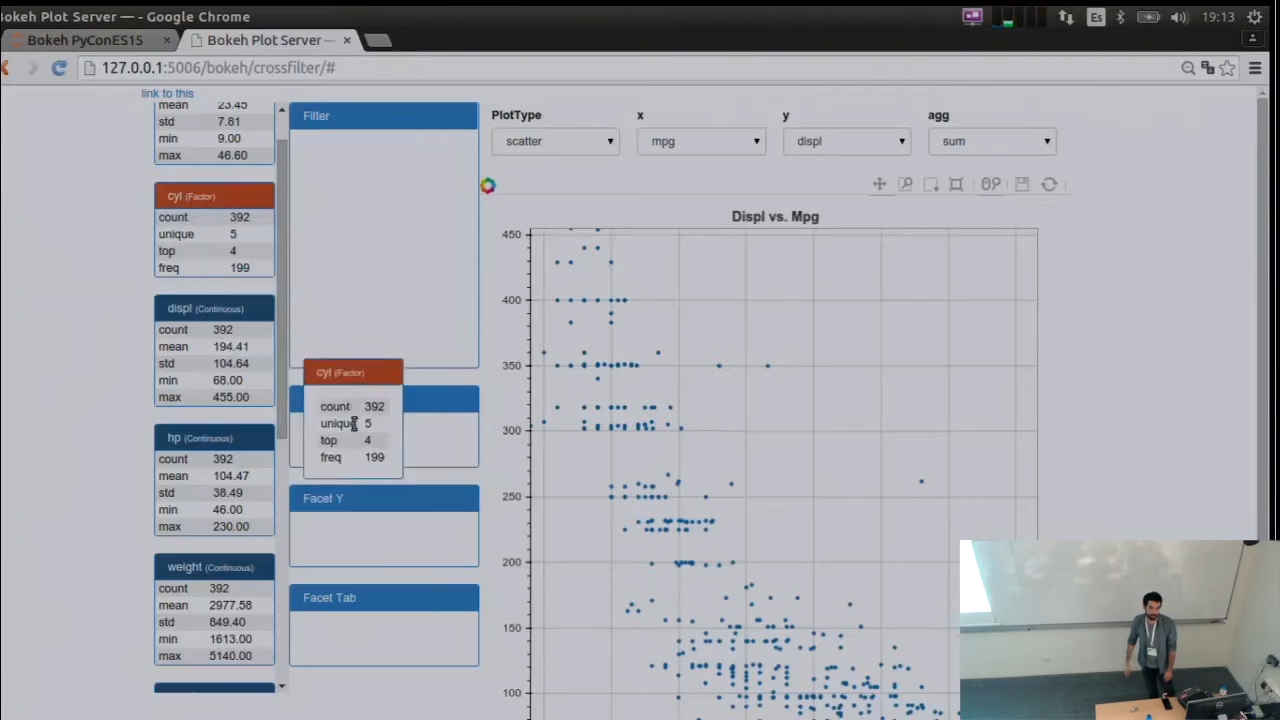 Bokeh Plot Server — - Google Chrome
Es
19:13
Bokeh PyConES15 ×
Bokeh Plot Server — ×
127.0.0.1:5006/bokeh/crossfilter/#
link to this
mean 23.45
std 7.81
min 9.00
max 46.60
cyl (Factor)
count 392
unique 5
top 4
freq 199
displ (Continuous)
count 392
mean 194.41
std 104.64
min 68.00
max 455.00
hp (Continuous)
count 392
mean 104.47
std 38.49
min 46.00
max 230.00
weight (Continuous)
count 392
mean 2977.58
std 849.40
min 1613.00
max 5140.00
Filter
cyl (Factor)
count 392
unique 5
top 4
freq 199
Facet Y
Facet Tab
PlotType x y agg
scatter mpg displ sum
Displ vs. Mpg
450
400
350
300
250
200
150
100